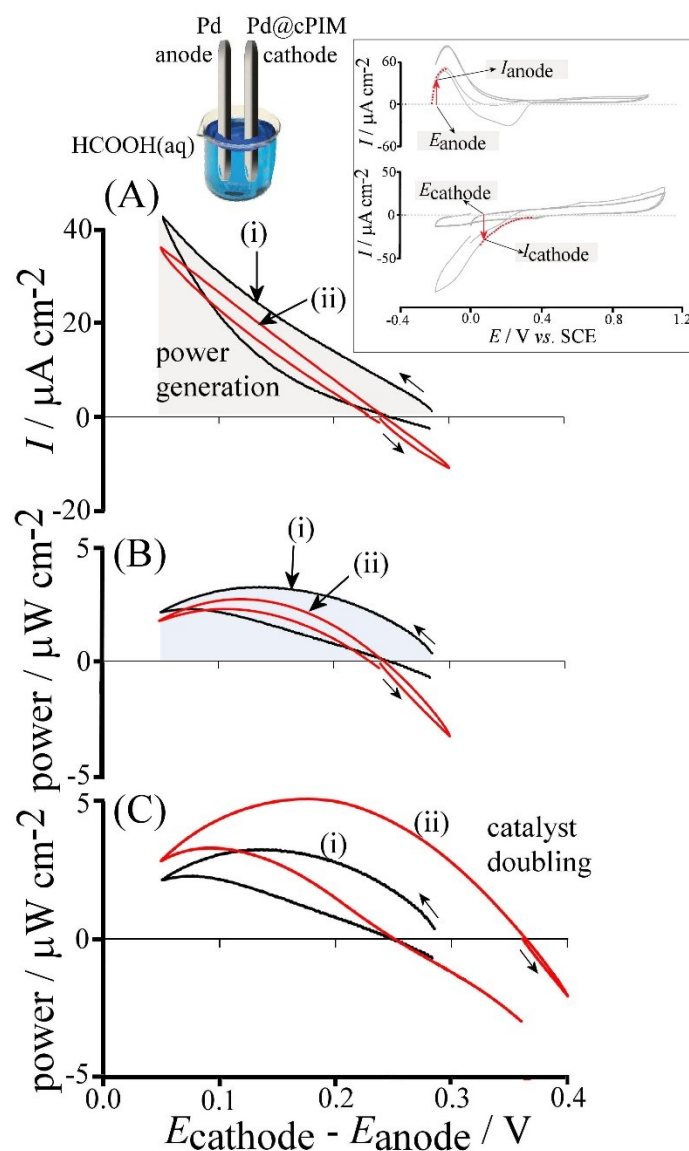 Pd
anode
Pd@cPIM
cathode
HCOOH(aq)
60
0
-60
I / µA cm-2
Ianode
Eanode
50
0
-50
I / µA cm-2
Ecathode
Icathode
-0.4
0.0
0.4
0.8
1.2
E / V vs. SCE
(A)
40
20
0
-20
I / µA cm-2
(i)
(ii)
power
generation
(B)
5
0
-5
power / µW cm-2
(i)
(ii)
(C)
5
0
-5
power / µW cm-2
(i)
(ii)
catalyst
doubling
0.0
0.1
0.2
0.3
0.4
Ecathode - Eanode / V